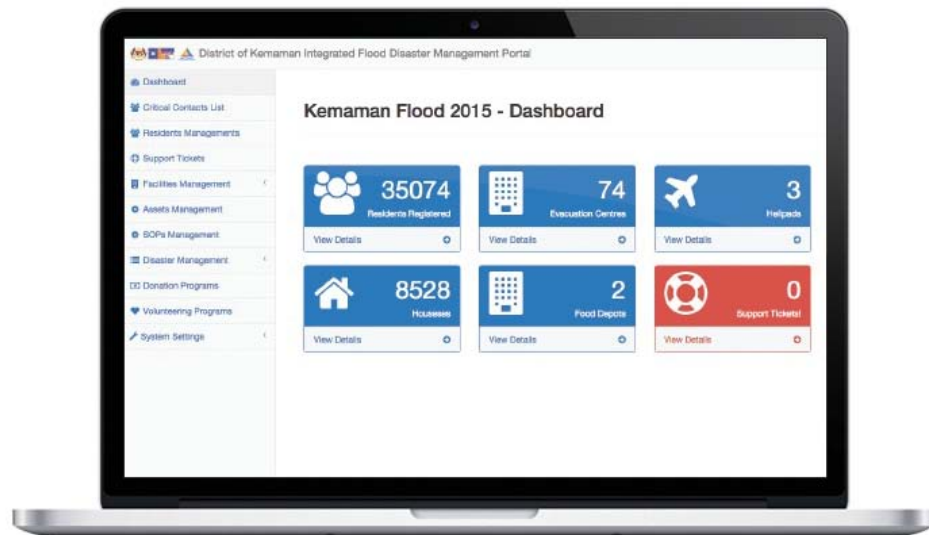 District of Kemaman Integrated Flood Disaster Management Portal
Dashboard
Critical Contacts List
Residents Managements
Support Tickets
Facilities Management
Assets Management
SOPs Management
Disaster Management
Donation Programs
Volunteering Programs
System Settings
Kemaman Flood 2015 - Dashboard
35074
Residents Registered
View Details
74
Evacuation Centres
View Details
3
Helipads
View Details
8528
Houseses
View Details
2
Food Depots
View Details
0
Support Tickets!
View Details